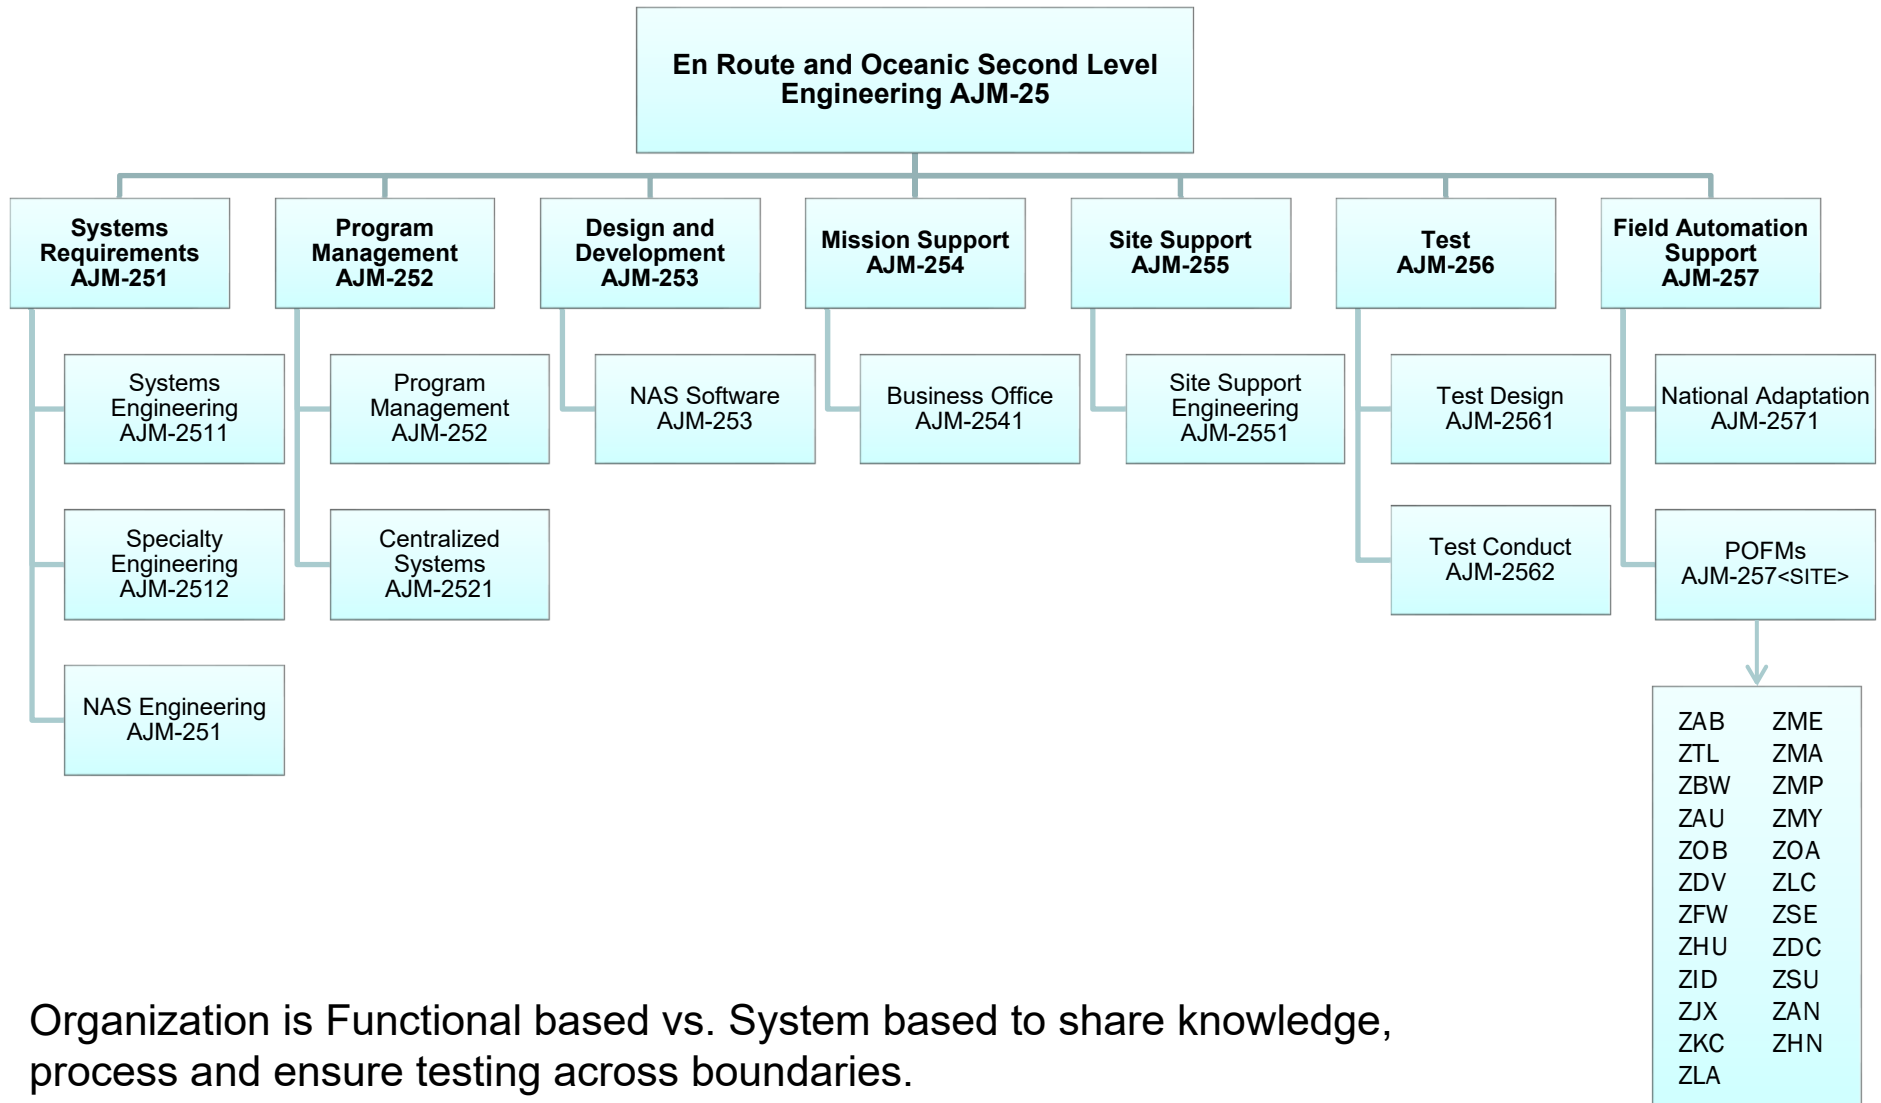 En Route and Oceanic Second Level
Engineering AJM-25
Systems
Requirements
AJM-251
Program
Management
AJM-252
Design and
Development
AJM-253
Mission Support
AJM-254
Site Support
AJM-255
Test
AJM-256
Field Automation
Support
AJM-257
Systems
Engineering
AJM-2511
Program
Management
AJM-252
NAS Software
AJM-253
Business Office
AJM-2541
Site Support
Engineering
AJM-2551
Test Design
AJM-2561
National Adaptation
AJM-2571
Specialty
Engineering
AJM-2512
Centralized
Systems
AJM-2521
Test Conduct
AJM-2562
POFMs
AJM-257<SITE>
NAS Engineering
AJM-251
ZAB ZME
ZTL ZMA
ZBW ZMP
ZAU ZMY
ZOB ZOA
ZDV ZLC
ZFW ZSE
ZHU ZDC
ZID ZSU
ZJX ZAN
ZKC ZHN
ZLA
Organization is Functional based vs. System based to share knowledge,
process and ensure testing across boundaries.